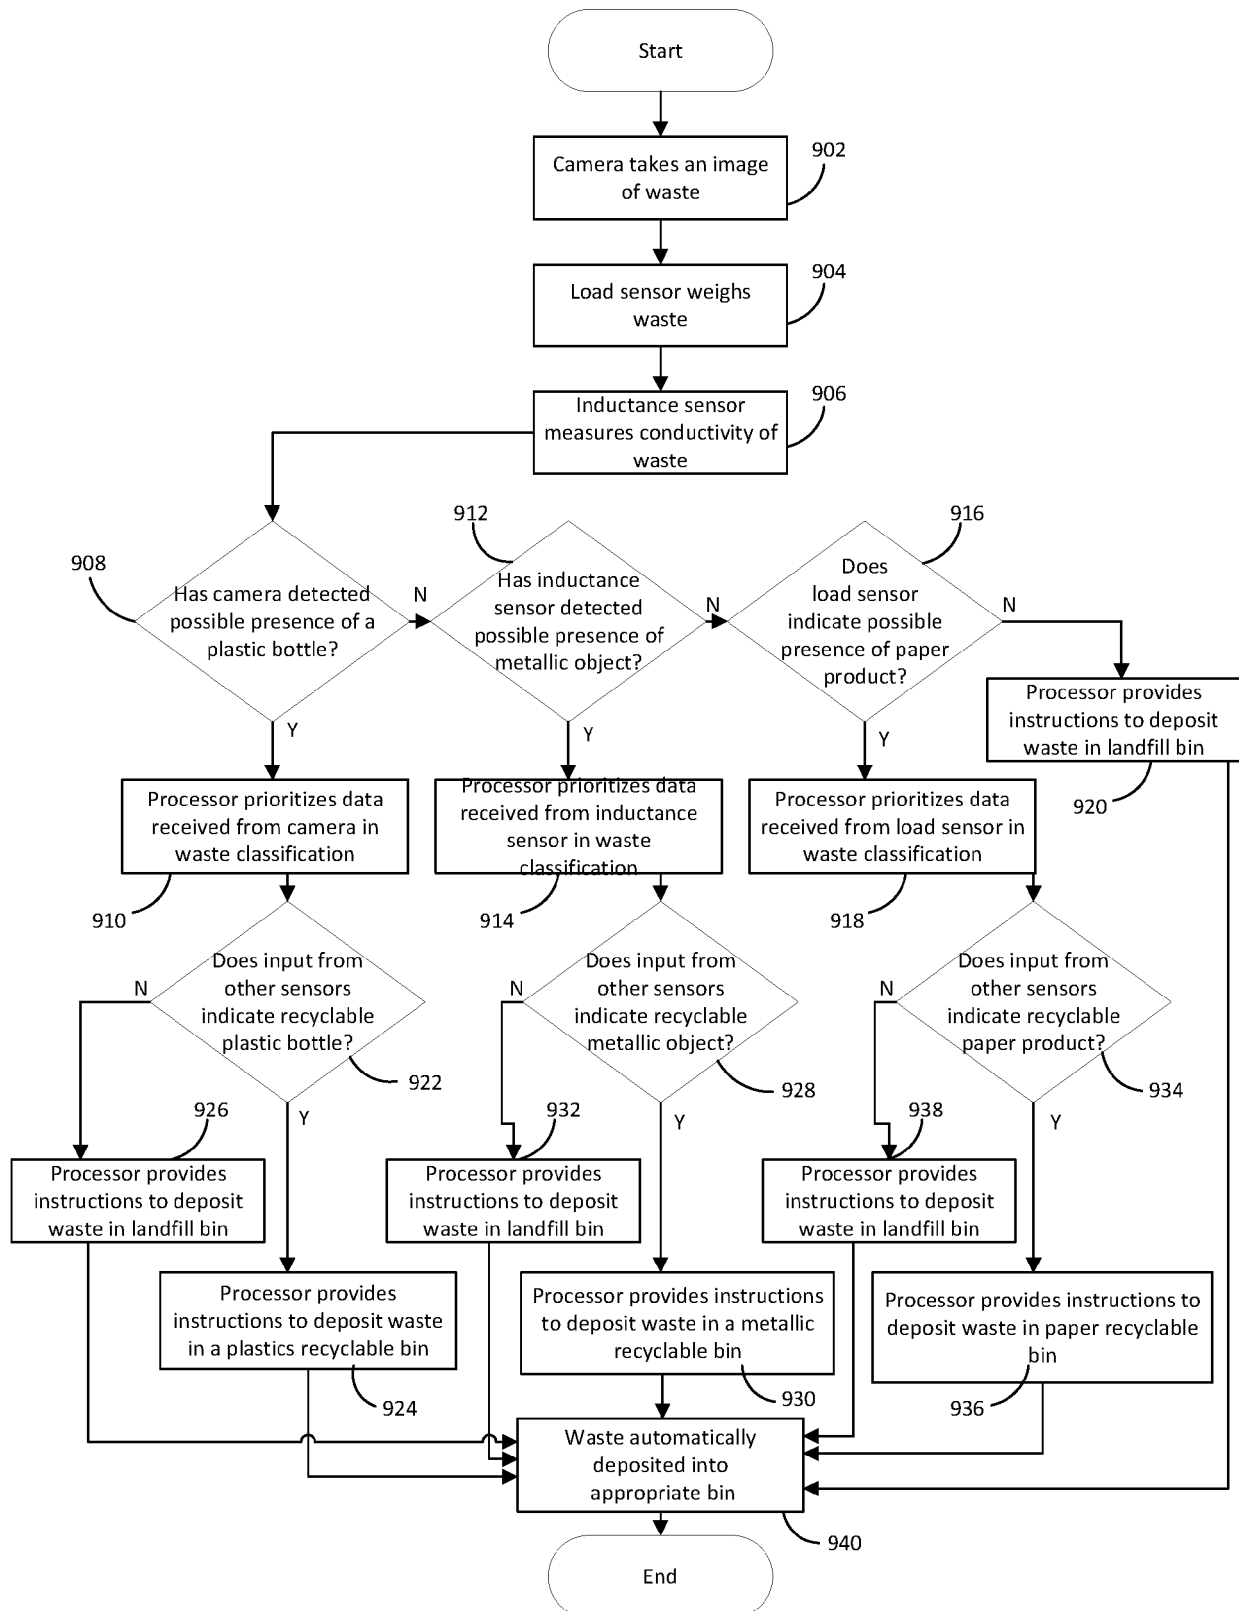 Start
902
Camera takes an image
of waste
904
Load sensor weighs
waste
906
Inductance sensor
measures conductivity of
waste
908
Has camera detected
possible presence of a
plastic bottle?
N
Y
912
Has inductance
sensor detected
possible presence of
metallic object?
N
Y
916
Does
load sensor
indicate possible
presence of paper
product?
N
Y
Processor provides
instructions to deposit
waste in landfill bin
920
Processor prioritizes data
received from camera in
waste classification
910
Processor prioritizes data
received from inductance
sensor in waste
classification
914
Processor prioritizes data
received from load sensor in
waste classification
918
Does input from
other sensors
indicate recyclable
plastic bottle?
N
Y
922
Does input from
other sensors
indicate recyclable
metallic object?
N
Y
928
Does input from
other sensors
indicate recyclable
paper product?
N
Y
934
926
Processor provides
instructions to deposit
waste in landfill bin
932
Processor provides
instructions to deposit
waste in landfill bin
938
Processor provides
instructions to deposit
waste in landfill bin
Processor provides
instructions to deposit waste
in a plastics recyclable bin
924
Processor provides instructions
to deposit waste in a metallic
recyclable bin
930
Processor provides instructions to
deposit waste in paper recyclable
bin
936
Waste automatically
deposited into
appropriate bin
940
End